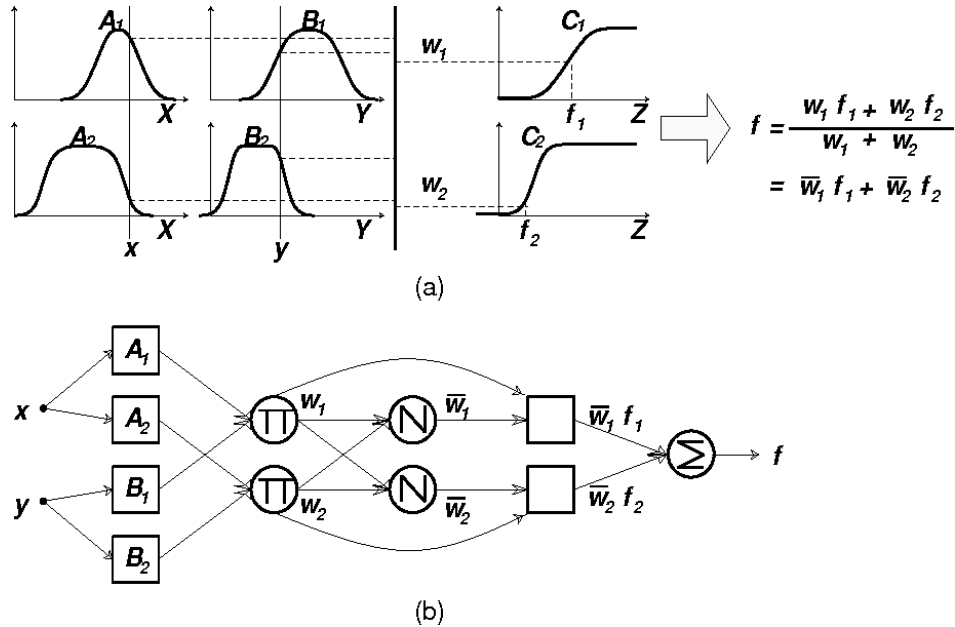 A₁ B₁ C₁
w₁
X Y f₁ Z
f = (w₁ f₁ + w₂ f₂) / (w₁ + w₂)
= w̅₁ f₁ + w̅₂ f₂
A₂ B₂ C₂
w₂
X Y f₂ Z
x y
(a)
A₁
x A₂ Π w₁ N w̅₁ w̅₁ f₁
Σ f
y B₁ Π w₂ N w̅₂ w̅₂ f₂
B₂
(b)